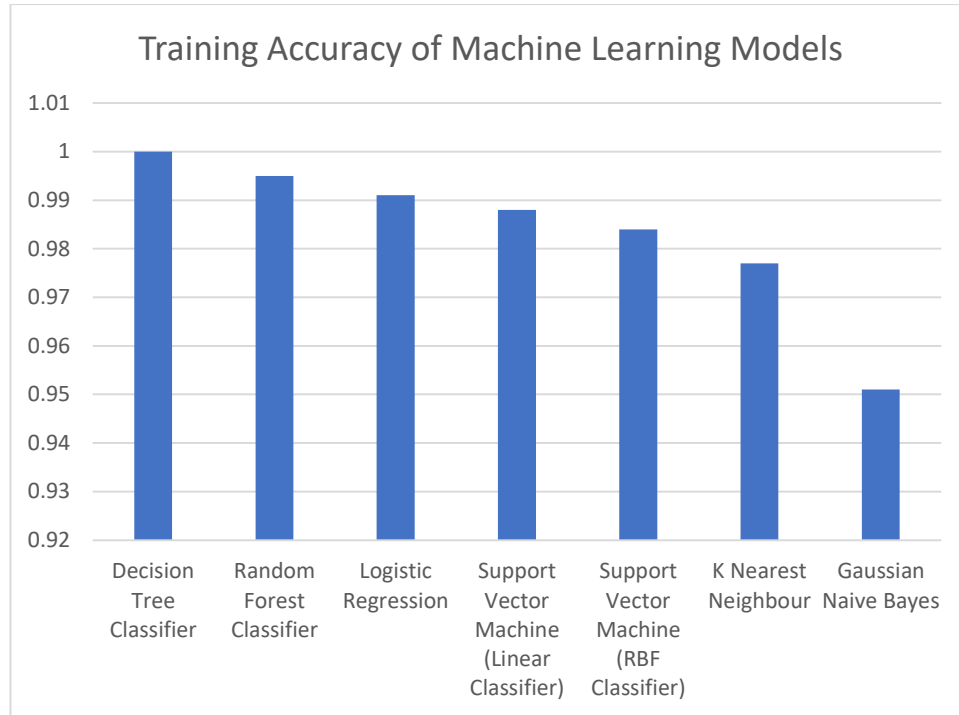 Training Accuracy of Machine Learning Models
1.01
1
0.99
0.98
0.97
0.96
0.95
0.94
0.93
0.92
Decision
Tree
Classifier
Random
Forest
Classifier
Logistic
Regression
Support
Vector
Machine
(Linear
Classifier)
Support
Vector
Machine
(RBF
Classifier)
K Nearest
Neighbour
Gaussian
Naive Bayes